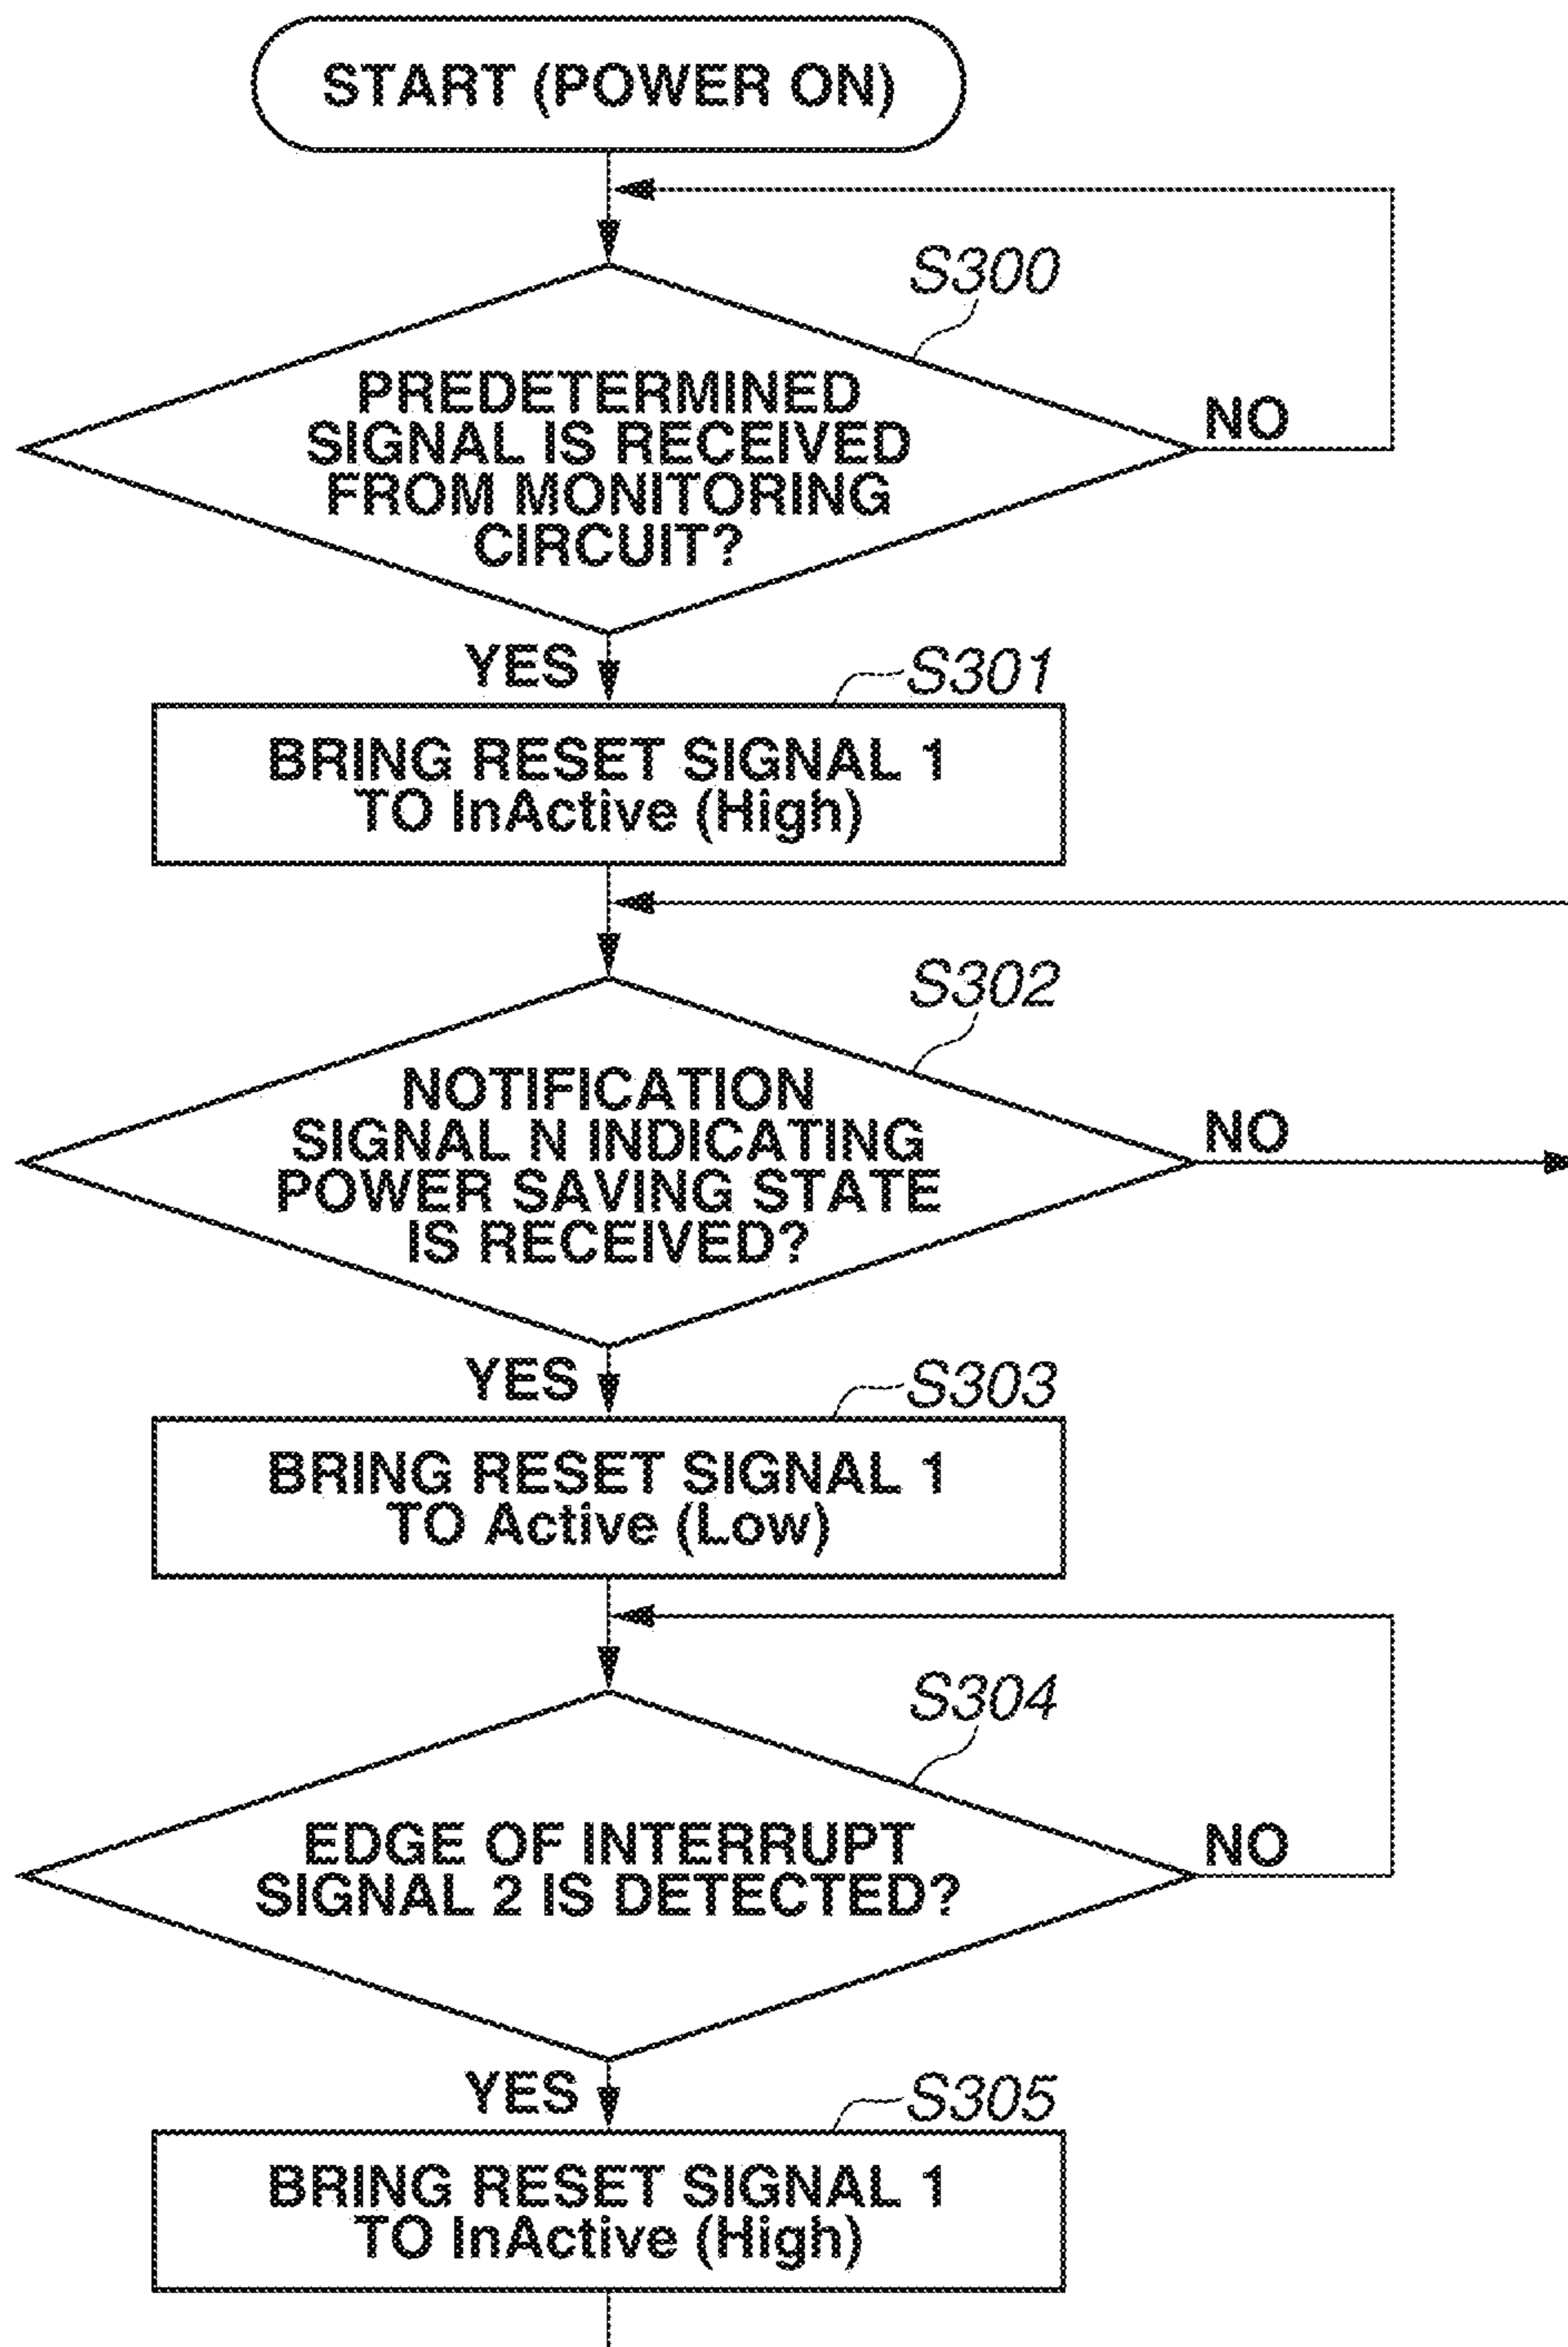 START (POWER ON)
S300
PREDETERMINED
SIGNAL IS RECEIVED
FROM MONITORING
CIRCUIT?
NO
YES
S301
BRING RESET SIGNAL 1
TO InActive (High)
S302
NOTIFICATION
SIGNAL N INDICATING
POWER SAVING STATE
IS RECEIVED?
NO
YES
S303
BRING RESET SIGNAL 1
TO Active (Low)
S304
EDGE OF INTERRUPT
SIGNAL 2 IS DETECTED?
NO
YES
S305
BRING RESET SIGNAL 1
TO InActive (High)